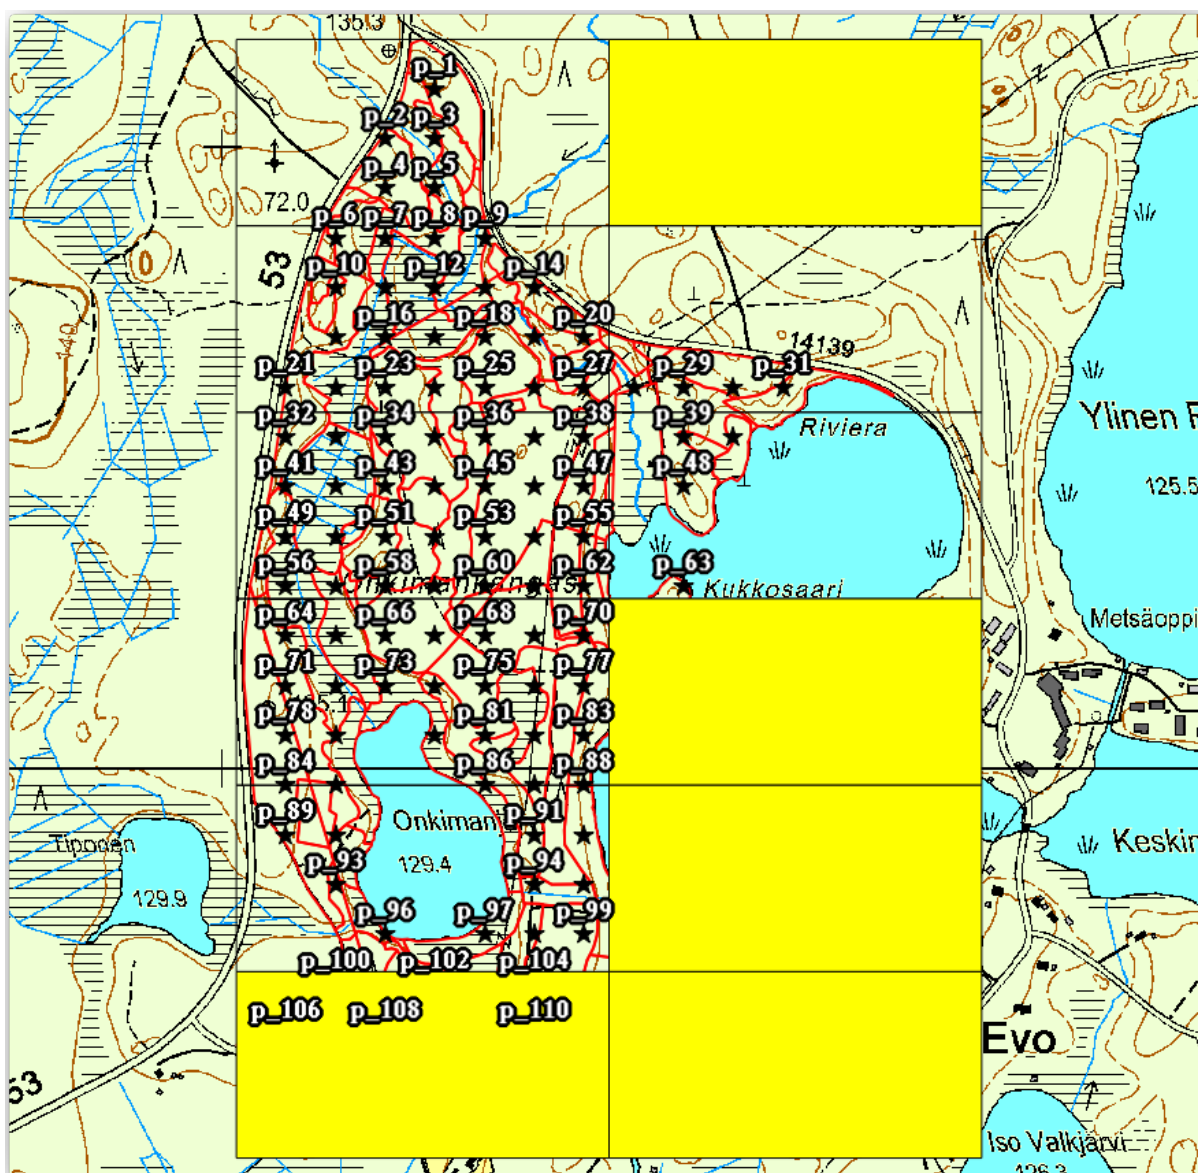 135.3
p_1
p_2 p_3
p_4 p_5
72.0
p_6 p_7 p_8 p_9
53
p_10 p_12 p_14
p_16 p_18 p_20
14139
140
p_21 p_23 p_25 p_27 p_29 p_31
p_32 p_34 p_36 p_38 p_39
Riviera
Ylinen R
p_41 p_43 p_45 p_47 p_48
125.5
p_49 p_51 p_53 p_55
p_56 p_58 p_60 p_62 p_63
Kukkosaari
p_64 p_66 p_68 p_70
Metsäoppi
p_71 p_73 p_75 p_77
p_78 p_81 p_83
p_84 p_86 p_88
p_89 p_91
Onkiman
Keskin
129.4
p_93 p_94
129.9
p_96 p_97 p_99
p_100 p_102 p_104
p_106 p_108 p_110
Evo
53
Iso Valkjärvi
126.3